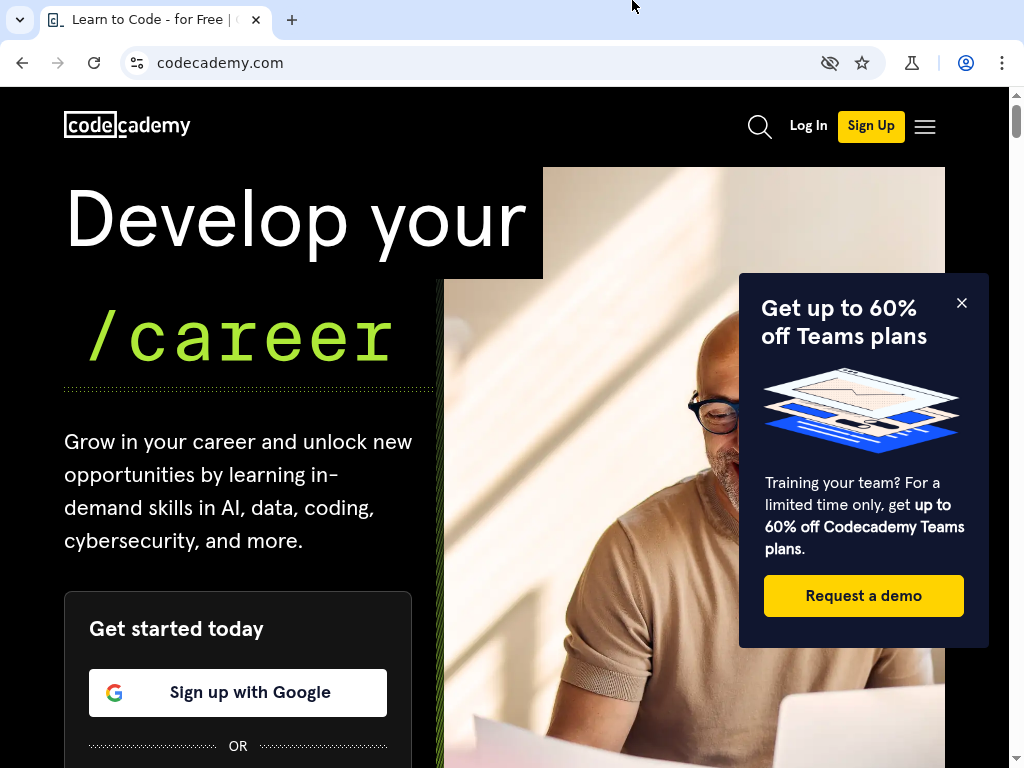 Learn to Code - for Free |
codecademy.com
codecademy
Log In
Sign Up
Develop your
/career
Grow in your career and unlock new
opportunities by learning in-
demand skills in AI, data, coding,
cybersecurity, and more.
Get started today
Sign up with Google
OR
Get up to 60%
off Teams plans
Training your team? For a
limited time only, get up to
60% off Codecademy Teams
plans.
Request a demo